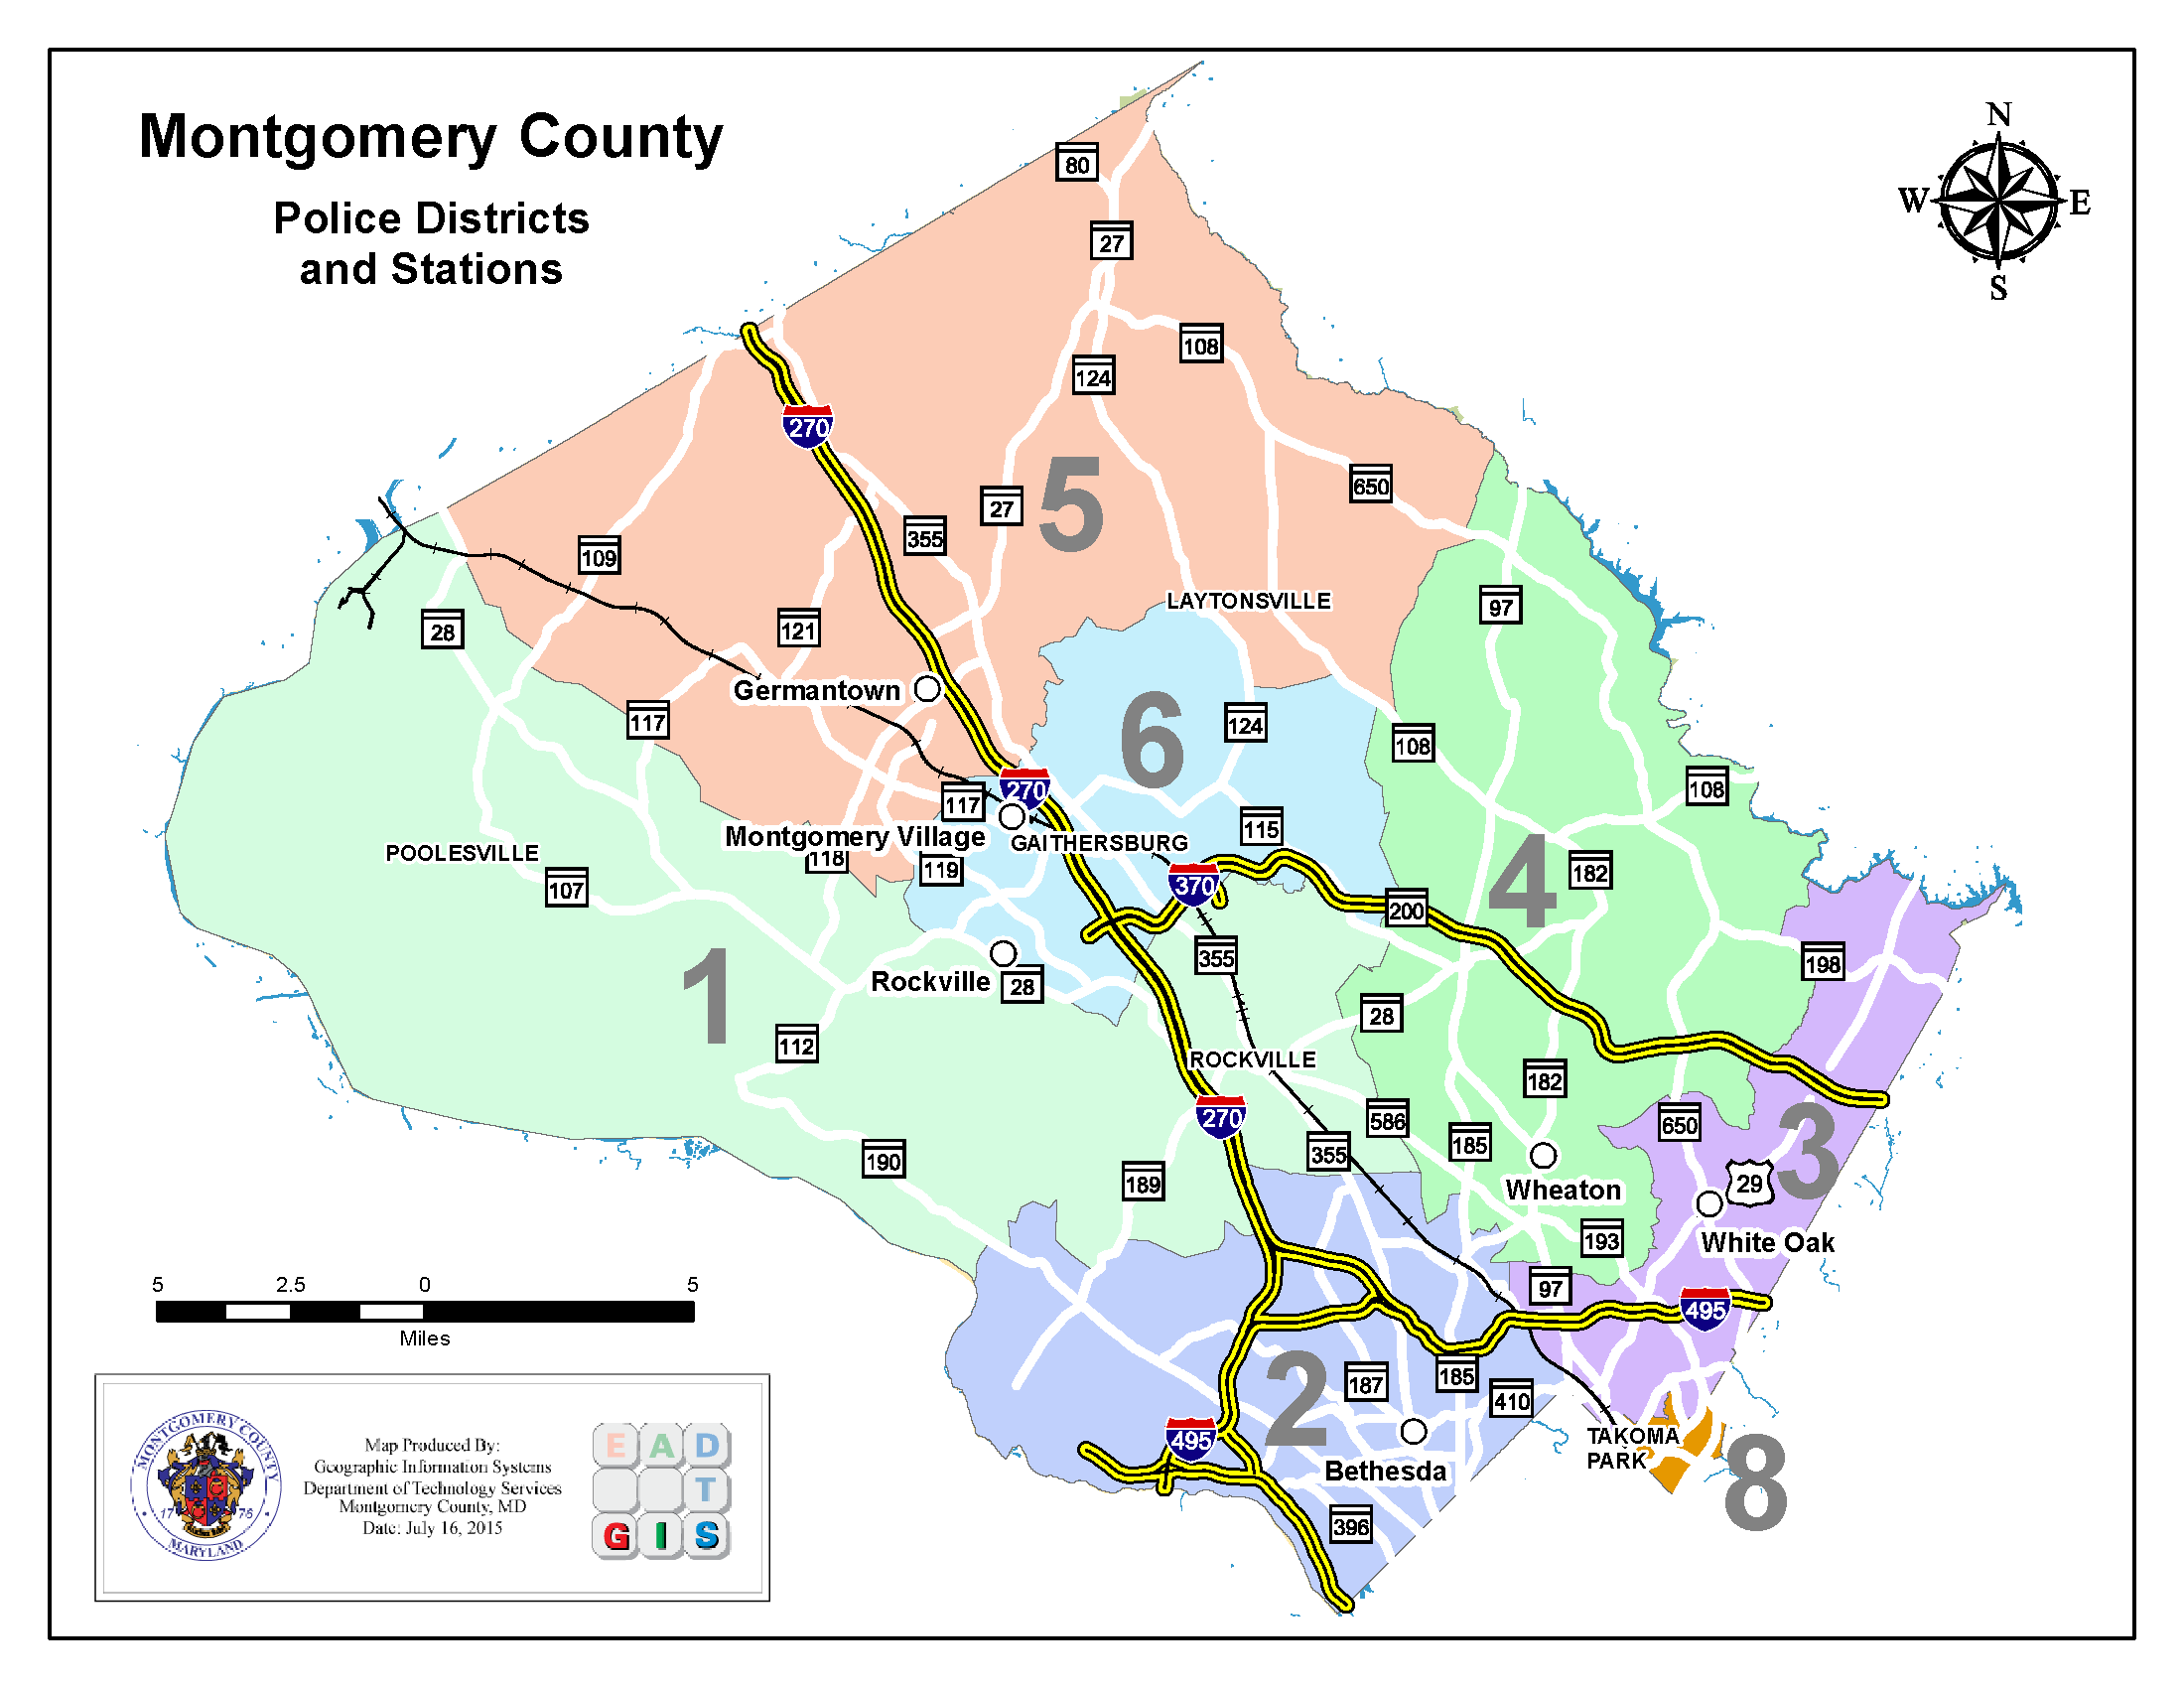 Montgomery County
Police Districts
and Stations
N
W
E
S
80
27
108
124
270
5
650
27
355
109
97
LAYTONSVILLE
121
28
Germantown
117
6
124
108
270
117
108
Montgomery Village
GAITHERSBURG
115
POOLESVILLE
118
119
107
370
4
182
200
355
198
Rockville
28
1
28
112
ROCKVILLE
182
270
586
650
185
3
355
190
189
Wheaton
29
193
White Oak
97
495
5
2.5
0
5
Miles
2
187
185
410
495
TAKOMA
PARK
8
Bethesda
396
MONTGOMERY COUNTY
17 76
MARYLAND
Map Produced By:
Geographic Information Systems
Department of Technology Services
Montgomery County, MD
Date: July 16, 2015
E A D
T
G I S